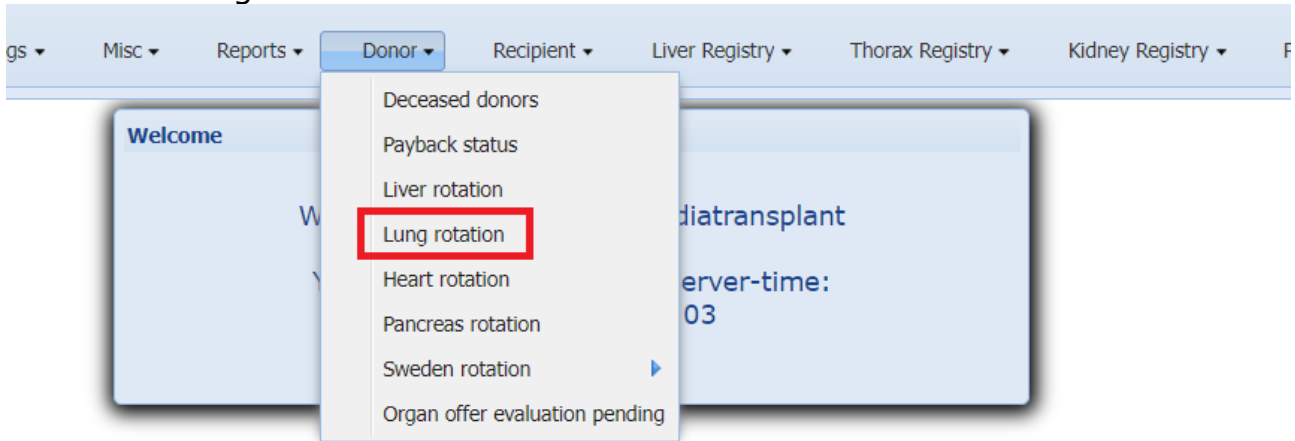 gs Misc Reports Donor Recipient Liver Registry Thorax Registry Kidney Registry
Welcome
Deceased donors
Payback status
Liver rotation
Lung rotation
Heart rotation
Pancreas rotation
Sweden rotation
Organ offer evaluation pending
diatransplant
erver-time:
03